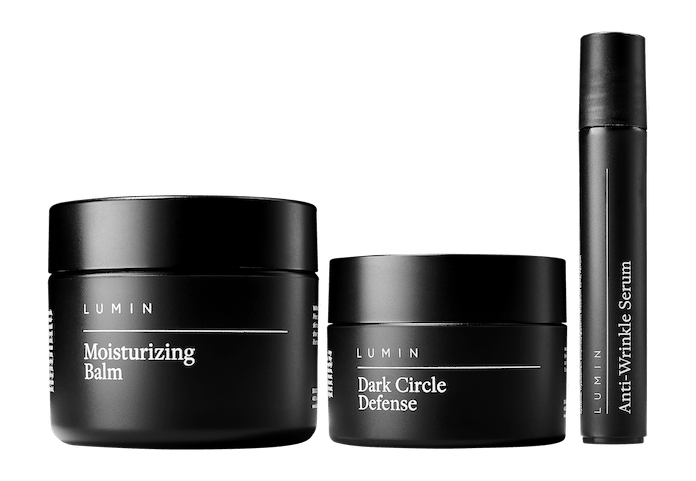 LUMIN
Moisturizing
Balm
LUMIN
Dark Circle
Defense
LUMIN
Anti-Wrinkle Serum